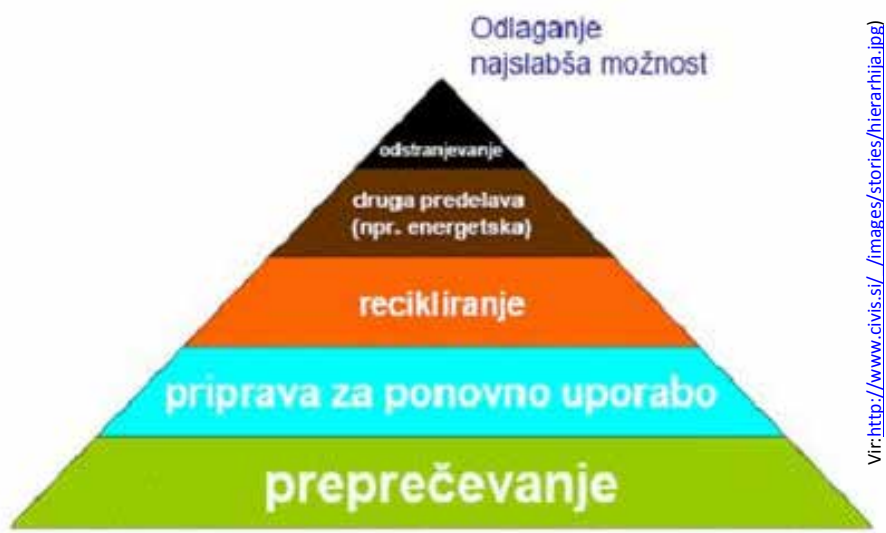 Odlaganje
najslabša možnost
odstranjevanje
druga predelava
(npr. energetska)
recikliranje
priprava za ponovno uporabo
preprečevanje
Vir:http://www.civis.si/_/images/stories/hierarhija.jpg)